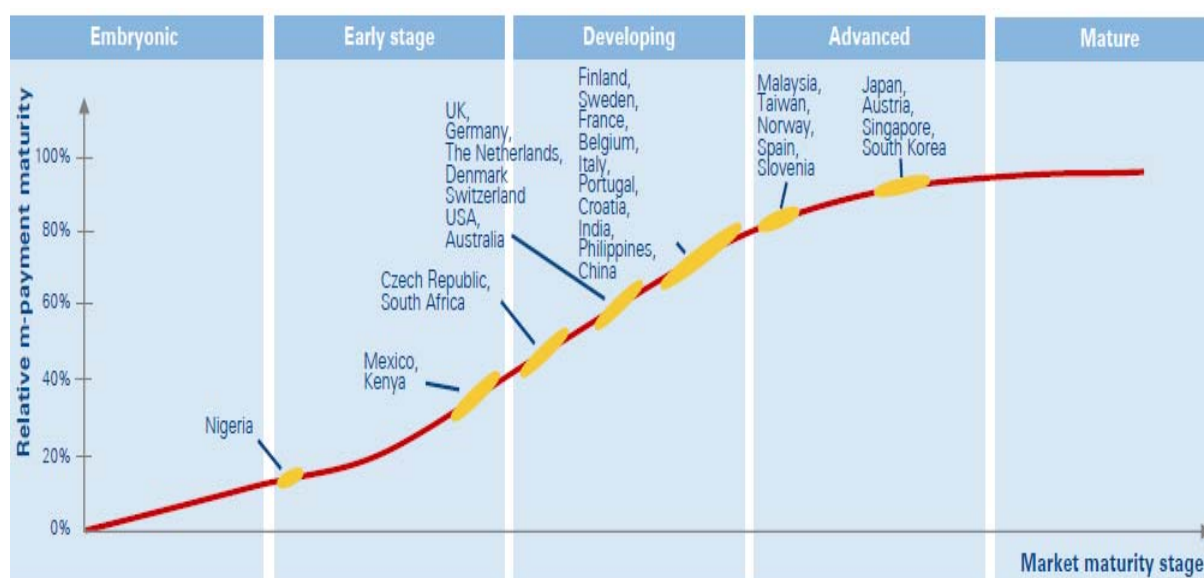 Embryonic
Early stage
Developing
Advanced
Mature
Relative m-payment maturity
100%
80%
60%
40%
20%
0%
Nigeria
Mexico,
Kenya
Czech Republic,
South Africa
UK,
Germany,
The Netherlands,
Denmark
Switzerland
USA,
Australia
Finland,
Sweden,
France,
Belgium,
Italy,
Portugal,
Croatia,
India,
Philippines,
China
Malaysia,
Taiwan,
Norway,
Spain,
Slovenia
Japan,
Austria,
Singapore,
South Korea
Market maturity stage